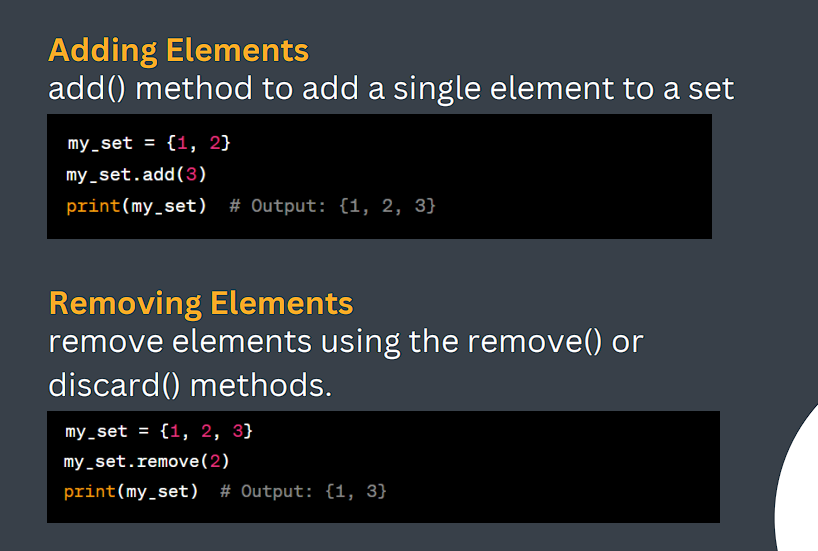 Adding Elements
add() method to add a single element to a set
my_set = {1, 2}
my_set.add(3)
print(my_set)  # Output: {1, 2, 3}
Removing Elements
remove elements using the remove() or
discard() methods.
my_set = {1, 2, 3}
my_set.remove(2)
print(my_set)  # Output: {1, 3}